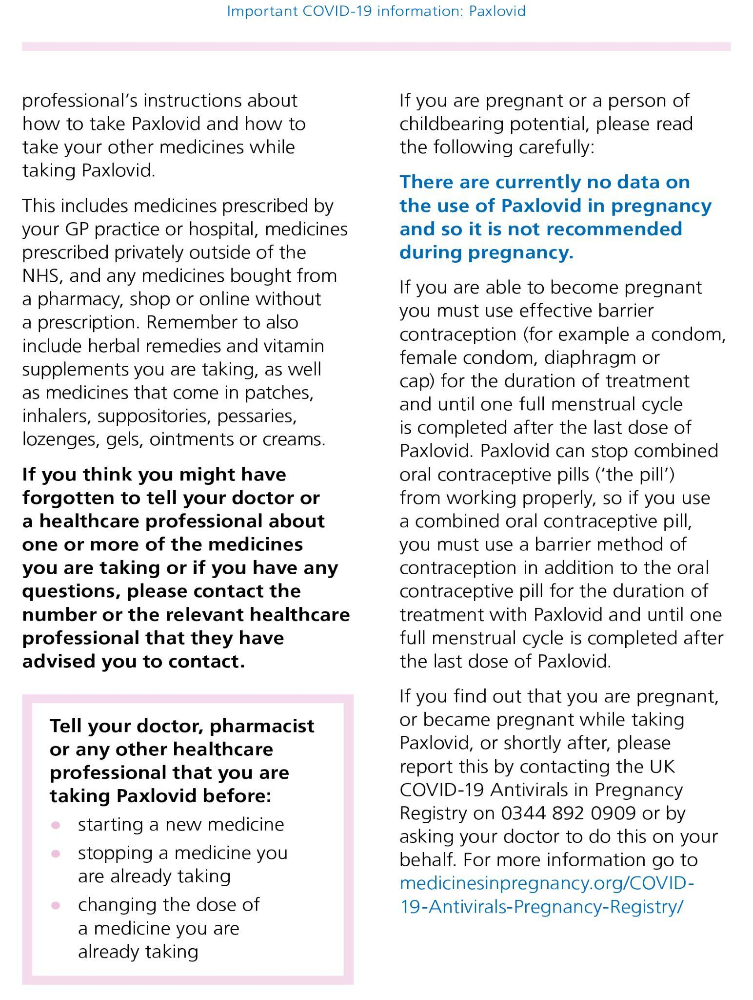 Important COVID-19 information: Paxlovid
professional’s instructions about
how to take Paxlovid and how to
take your other medicines while
taking Paxlovid.
This includes medicines prescribed by
your GP practice or hospital, medicines
prescribed privately outside of the
NHS, and any medicines bought from
a pharmacy, shop or online without
a prescription. Remember to also
include herbal remedies and vitamin
supplements you are taking, as well
as medicines that come in patches,
inhalers, suppositories, pessaries,
lozenges, gels, ointments or creams.
If you think you might have
forgotten to tell your doctor or
a healthcare professional about
one or more of the medicines
you are taking or if you have any
questions, please contact the
number or the relevant healthcare
professional that they have
advised you to contact.
Tell your doctor, pharmacist
or any other healthcare
professional that you are
taking Paxlovid before:
● starting a new medicine
● stopping a medicine you
are already taking
● changing the dose of
a medicine you are
already taking
If you are pregnant or a person of
childbearing potential, please read
the following carefully:
There are currently no data on
the use of Paxlovid in pregnancy
and so it is not recommended
during pregnancy.
If you are able to become pregnant
you must use effective barrier
contraception (for example a condom,
female condom, diaphragm or
cap) for the duration of treatment
and until one full menstrual cycle
is completed after the last dose of
Paxlovid. Paxlovid can stop combined
oral contraceptive pills (‘the pill’)
from working properly, so if you use
a combined oral contraceptive pill,
you must use a barrier method of
contraception in addition to the oral
contraceptive pill for the duration of
treatment with Paxlovid and until one
full menstrual cycle is completed after
the last dose of Paxlovid.
If you find out that you are pregnant,
or became pregnant while taking
Paxlovid, or shortly after, please
report this by contacting the UK
COVID-19 Antivirals in Pregnancy
Registry on 0344 892 0909 or by
asking your doctor to do this on your
behalf. For more information go to
medicinesinpregnancy.org/COVID-
19-Antivirals-Pregnancy-Registry/